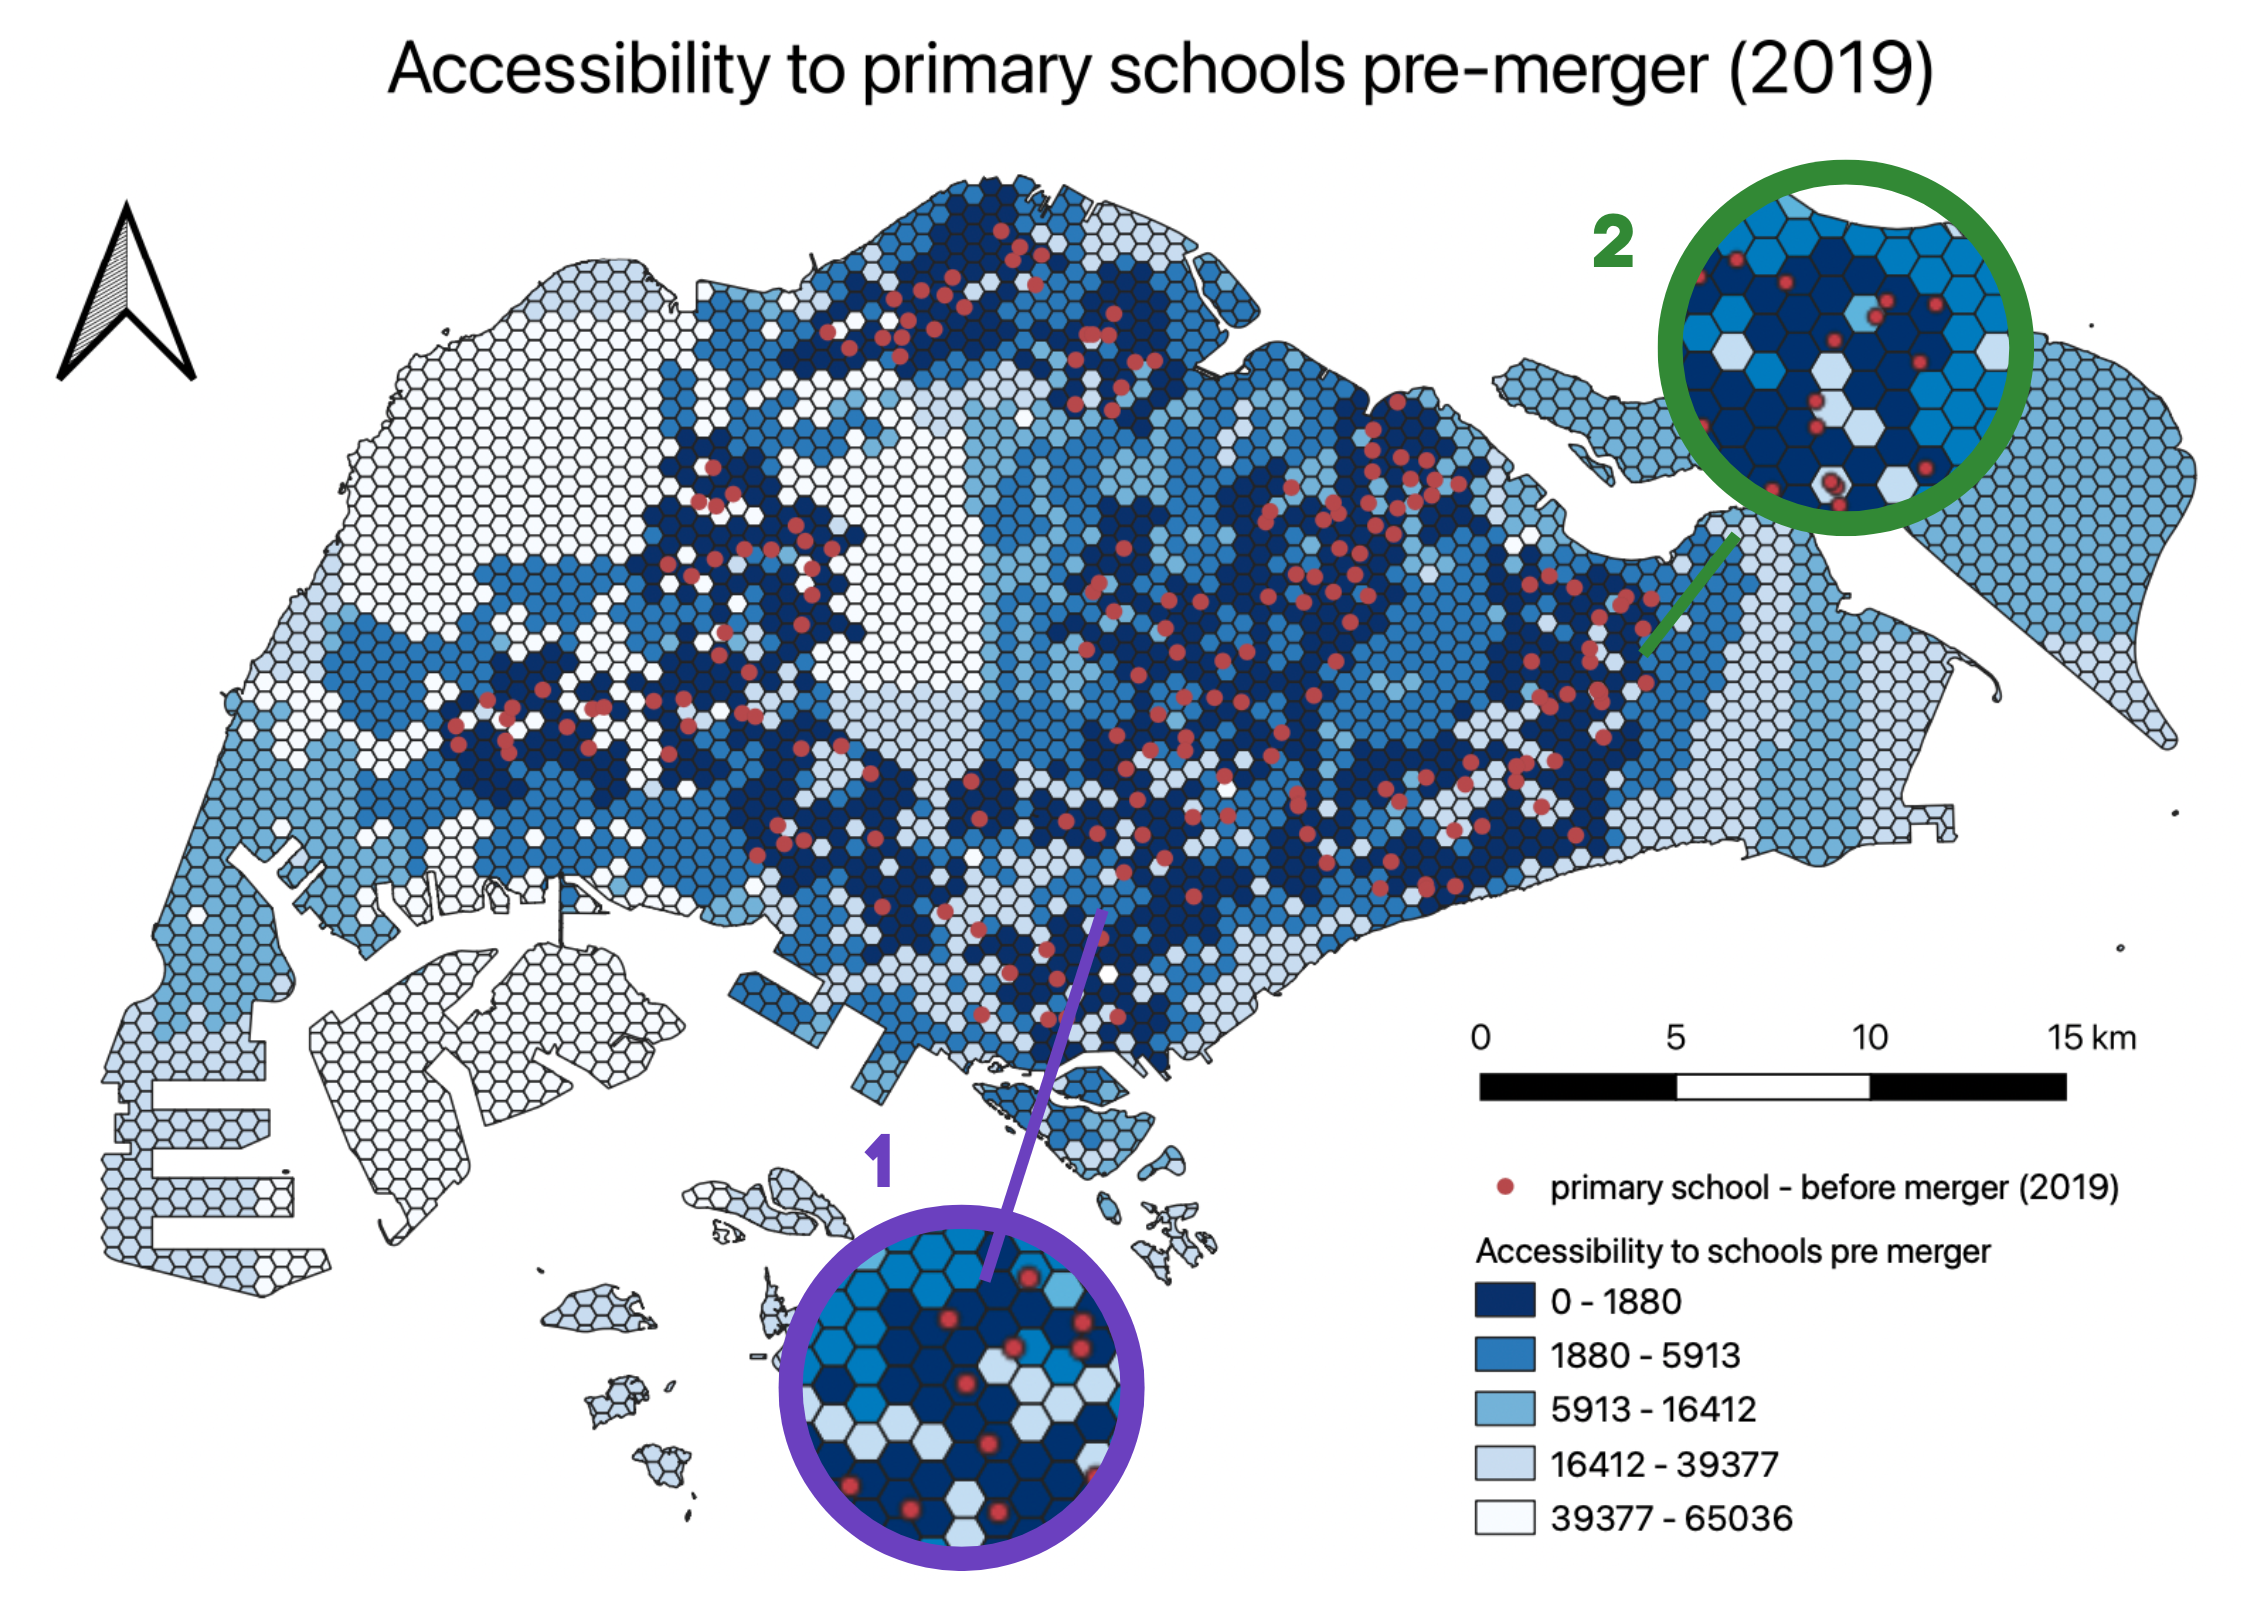 Accessibility to primary schools pre-merger (2019)
2
1
0 5 10 15 km
primary school - before merger (2019)
Accessibility to schools pre merger
0 - 1880
1880 - 5913
5913 - 16412
16412 - 39377
39377 - 65036